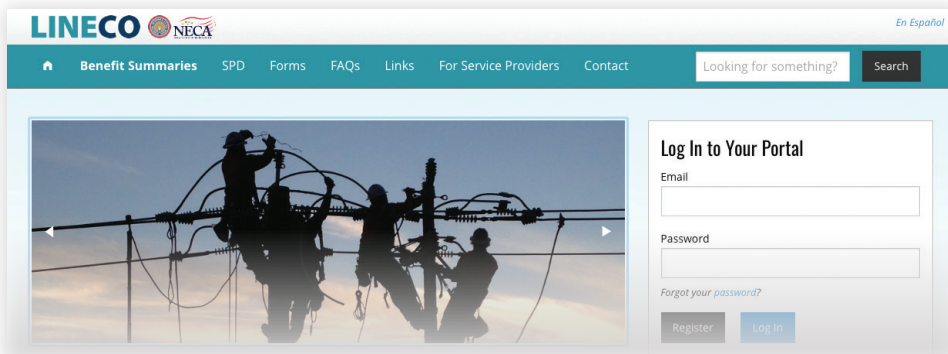 LINECO NECA
En Español
Benefit Summaries SPD Forms FAQs Links For Service Providers Contact Looking for something? Search
Log In to Your Portal
Email
Password
Forgot your password?
Register Log In